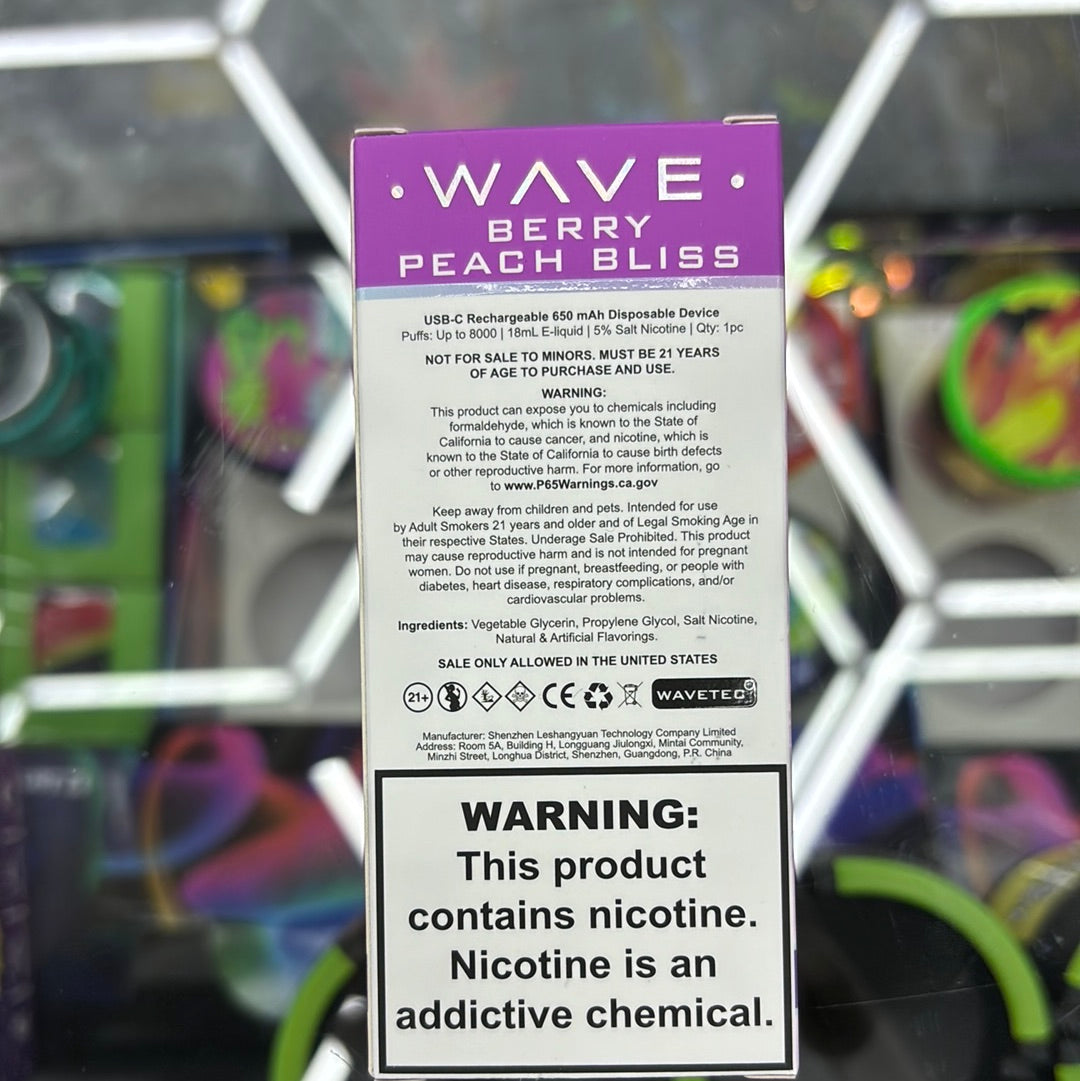 WAVE
BERRY
PEACH BLISS
USB-C Rechargeable 650 mAh Disposable Device
Puffs: Up to 8000 | 18mL E-liquid | 5% Salt Nicotine | Qty: 1pc
NOT FOR SALE TO MINORS. MUST BE 21 YEARS
OF AGE TO PURCHASE AND USE.
WARNING:
This product can expose you to chemicals including
formaldehyde, which is known to the State of
California to cause cancer, and nicotine, which is
known to the State of California to cause birth defects
or other reproductive harm. For more information, go
to www.P65Warnings.ca.gov
Keep away from children and pets. Intended for use
by Adult Smokers 21 years and older and of Legal Smoking Age in
their respective States. Underage Sale Prohibited. This product
may cause reproductive harm and is not intended for pregnant
women. Do not use if pregnant, breastfeeding, or people with
diabetes, heart disease, respiratory complications, and/or
cardiovascular problems.
Ingredients: Vegetable Glycerin, Propylene Glycol, Salt Nicotine,
Natural & Artificial Flavorings.
SALE ONLY ALLOWED IN THE UNITED STATES
21+ CE WAVETEC
Manufacturer: Shenzhen Leshangyuan Technology Company Limited
Address: Room 5A, Building H, Longguang Jiulongxi, Mintai Community,
Minzhi Street, Longhua District, Shenzhen, Guangdong, P.R. China
WARNING:
This product
contains nicotine.
Nicotine is an
addictive chemical.